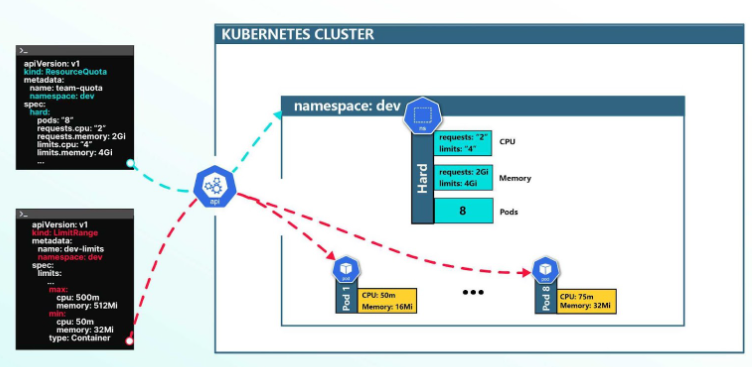 KUBERNETES CLUSTER
>_
apiVersion: v1
kind: ResourceQuota
metadata:
name: team-quota
namespace: dev
spec:
hard:
pods: "8"
requests.cpu: "2"
requests.memory: 2Gi
limits.cpu: "4"
limits.memory: 4Gi
...
namespace: dev
ns
Hard
requests: "2"
limits: "4"
CPU
requests: 2Gi
limits: 4Gi
Memory
8
Pods
api
>_
apiVersion: v1
kind: LimitRange
metadata:
name: dev-limits
namespace: dev
spec:
limits:
...
max:
cpu: 500m
memory: 512Mi
min:
cpu: 50m
memory: 32Mi
type: Container
pod
Pod 1
CPU: 50m
Memory: 16Mi
...
pod
Pod 8
CPU: 75m
Memory: 32Mi